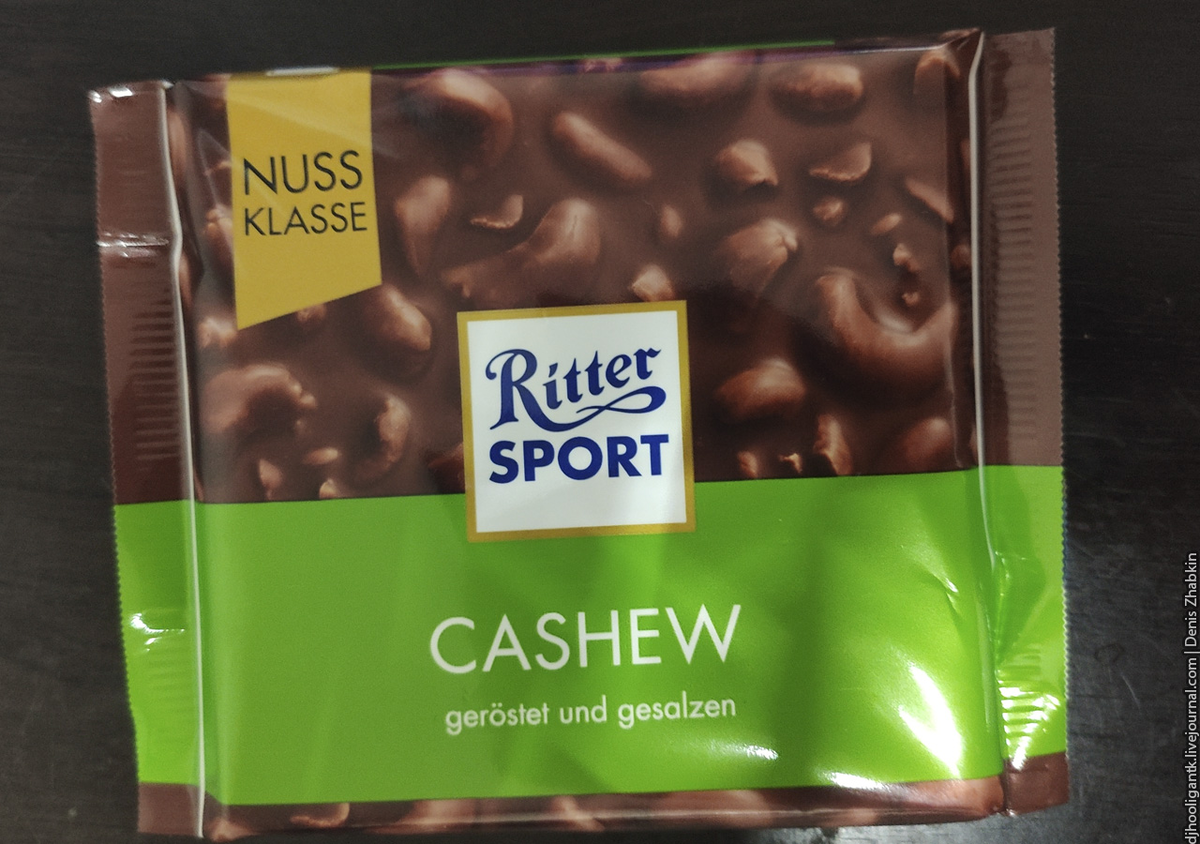 NUSS
KLASSE
Ritter
SPORT
CASHEW
geröstet und gesalzen
djhooligantk.livejournal.com | Denis Zhabkin